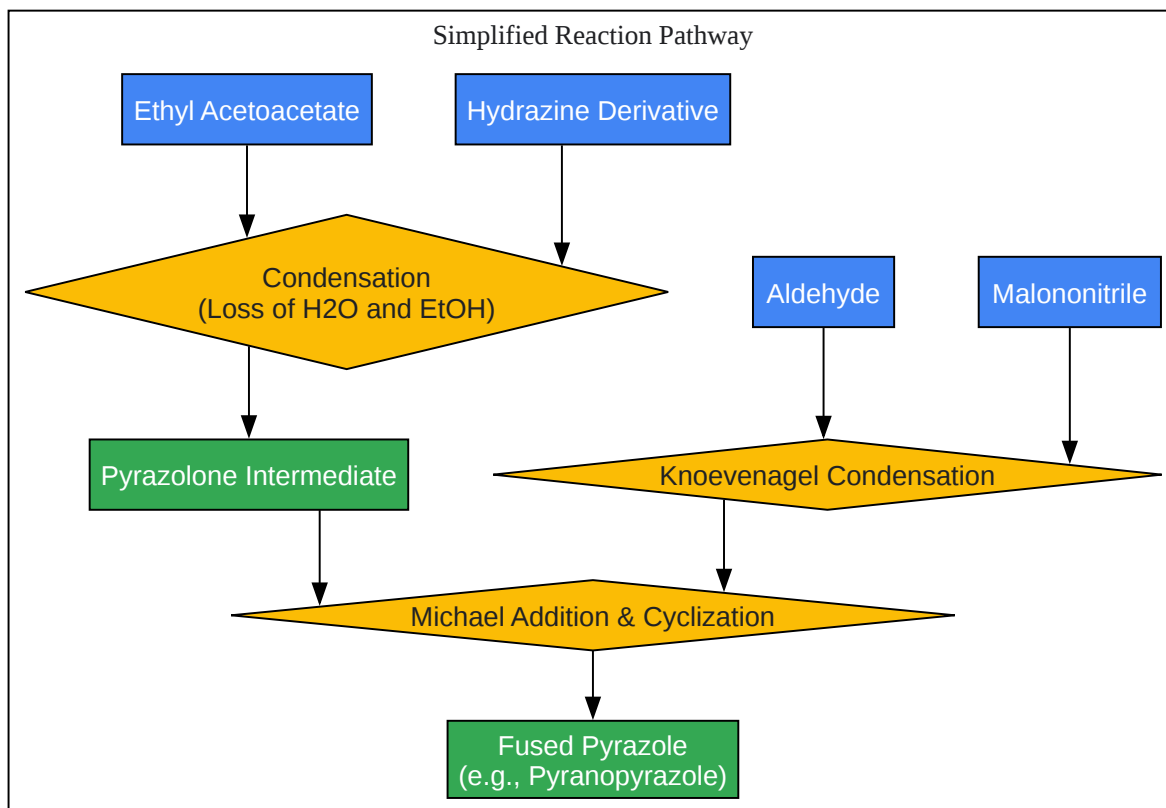 Simplified Reaction Pathway
Ethyl Acetoacetate
Hydrazine Derivative
Condensation
(Loss of H2O and EtOH)
Aldehyde
Malononitrile
Pyrazolone Intermediate
Knoevenagel Condensation
Michael Addition & Cyclization
Fused Pyrazole
(e.g., Pyranopyrazole)